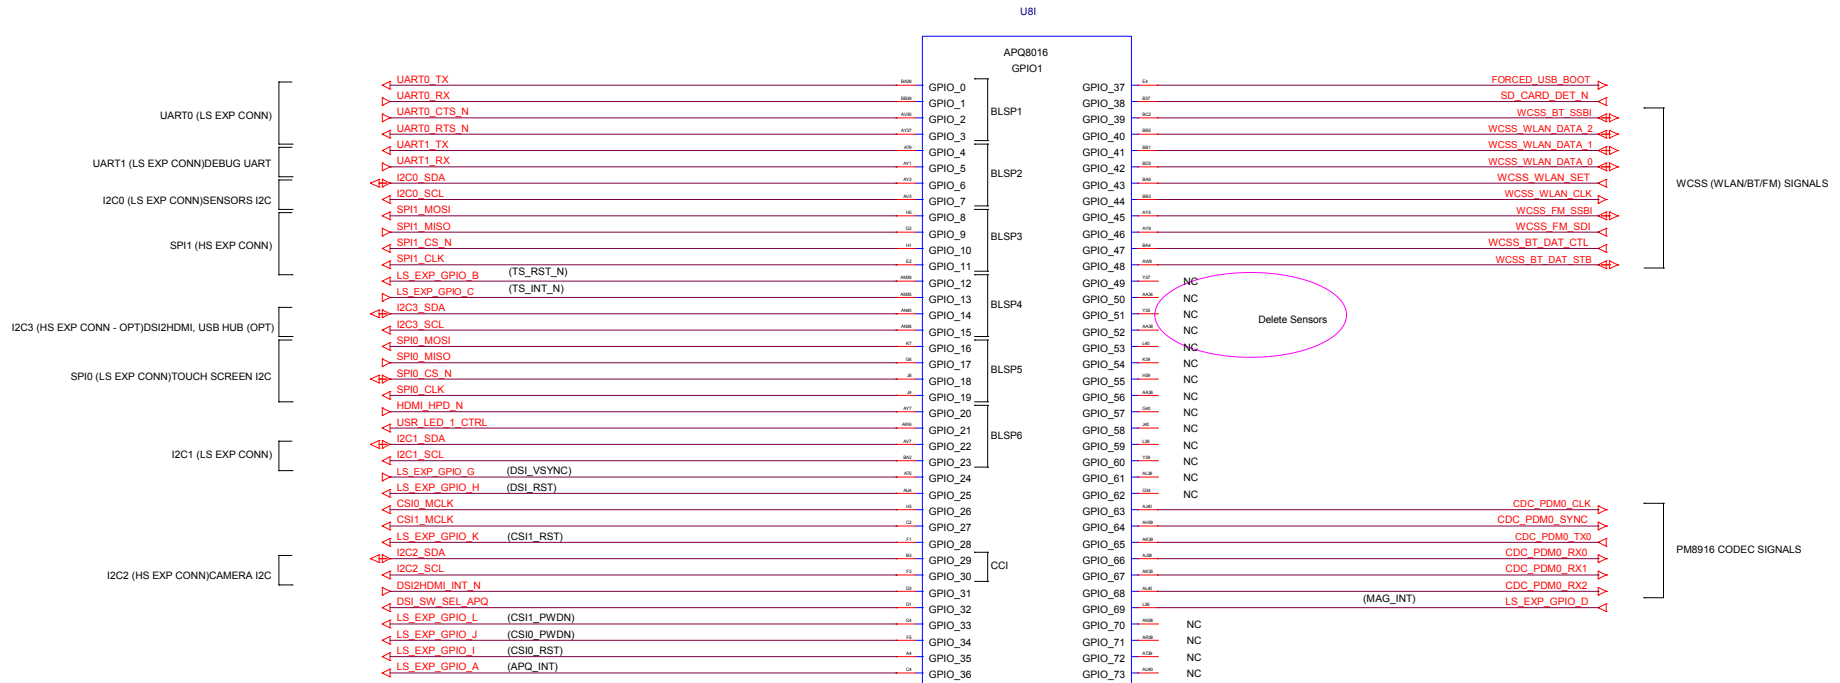 U8I
APQ8016
GPIO1
UART0 (LS EXP CONN)
UART1 (LS EXP CONN)DEBUG UART
I2C0 (LS EXP CONN)SENSORS I2C
SPI1 (HS EXP CONN)
I2C3 (HS EXP CONN - OPT)DSI2HDMI, USB HUB (OPT)
SPI0 (LS EXP CONN)TOUCH SCREEN I2C
I2C1 (LS EXP CONN)
I2C2 (HS EXP CONN)CAMERA I2C
UART0_TX GPIO_0
UART0_RX GPIO_1
UART0_CTS_N GPIO_2
UART0_RTS_N GPIO_3
UART1_TX GPIO_4
UART1_RX GPIO_5
I2C0_SDA GPIO_6
I2C0_SCL GPIO_7
SPI1_MOSI GPIO_8
SPI1_MISO GPIO_9
SPI1_CS_N GPIO_10
SPI1_CLK GPIO_11
LS_EXP_GPIO_B (TS_RST_N) GPIO_12
LS_EXP_GPIO_C (TS_INT_N) GPIO_13
I2C3_SDA GPIO_14
I2C3_SCL GPIO_15
SPI0_MOSI GPIO_16
SPI0_MISO GPIO_17
SPI0_CS_N GPIO_18
SPI0_CLK GPIO_19
HDMI_HPD_N GPIO_20
USR_LED_1_CTRL GPIO_21
I2C1_SDA GPIO_22
I2C1_SCL GPIO_23
LS_EXP_GPIO_G (DSI_VSYNC) GPIO_24
LS_EXP_GPIO_H (DSI_RST) GPIO_25
CSI0_MCLK GPIO_26
CSI1_MCLK GPIO_27
LS_EXP_GPIO_K (CSI1_RST) GPIO_28
I2C2_SDA GPIO_29
I2C2_SCL GPIO_30
DSI2HDMI_INT_N GPIO_31
DSI_SW_SEL_APQ GPIO_32
LS_EXP_GPIO_L (CSI1_PWDN) GPIO_33
LS_EXP_GPIO_J (CSI0_PWDN) GPIO_34
LS_EXP_GPIO_I (CSI0_RST) GPIO_35
LS_EXP_GPIO_A (APQ_INT) GPIO_36
BLSP1
BLSP2
BLSP3
BLSP4
BLSP5
BLSP6
CCI
GPIO_37 FORCED_USB_BOOT
GPIO_38 SD_CARD_DET_N
GPIO_39 WCSS_BT_SSBI
GPIO_40 WCSS_WLAN_DATA_2
GPIO_41 WCSS_WLAN_DATA_1
GPIO_42 WCSS_WLAN_DATA_0
GPIO_43 WCSS_WLAN_SET
GPIO_44 WCSS_WLAN_CLK
GPIO_45 WCSS_FM_SSBI
GPIO_46 WCSS_FM_SDI
GPIO_47 WCSS_BT_DAT_CTL
GPIO_48 WCSS_BT_DAT_STB
GPIO_49 NC
GPIO_50 NC
GPIO_51 NC
GPIO_52 NC
GPIO_53 NC
GPIO_54 NC
GPIO_55 NC
GPIO_56 NC
GPIO_57 NC
GPIO_58 NC
GPIO_59 NC
GPIO_60 NC
GPIO_61 NC
GPIO_62 NC
GPIO_63 CDC_PDM0_CLK
GPIO_64 CDC_PDM0_SYNC
GPIO_65 CDC_PDM0_TX0
GPIO_66 CDC_PDM0_RX0
GPIO_67 CDC_PDM0_RX1
GPIO_68 CDC_PDM0_RX2
GPIO_69 (MAG_INT) LS_EXP_GPIO_D
GPIO_70 NC
GPIO_71 NC
GPIO_72 NC
GPIO_73 NC
Delete Sensors
WCSS (WLAN/BT/FM) SIGNALS
PM8916 CODEC SIGNALS